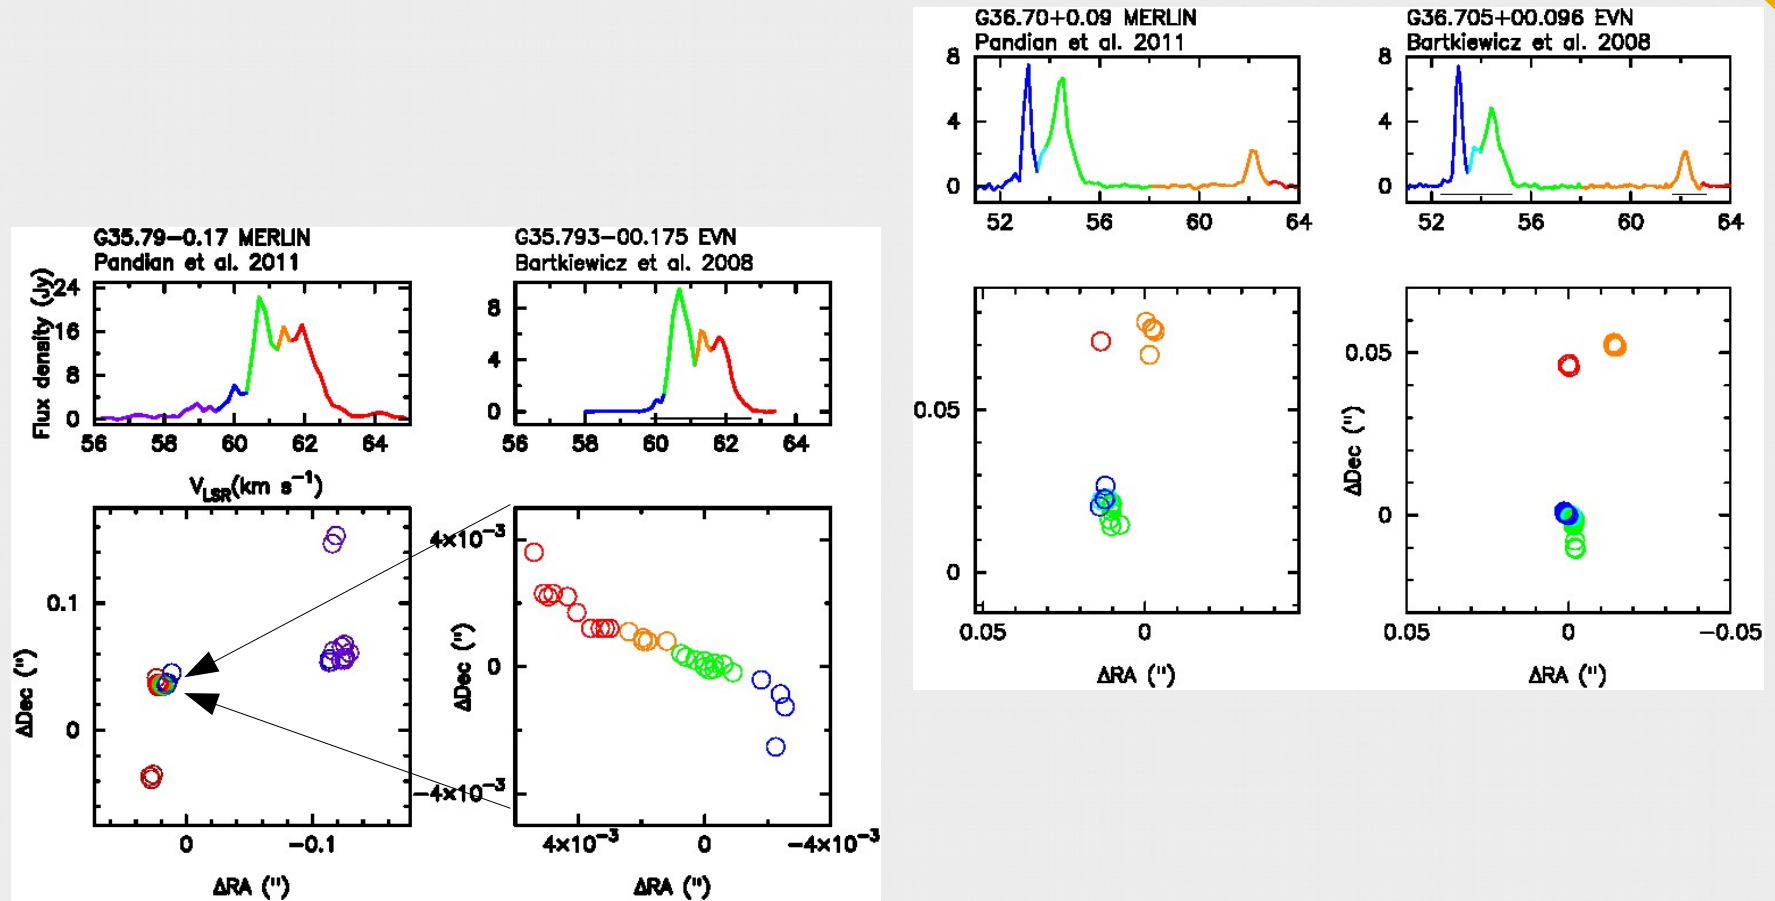 G36.70+0.09 MERLIN
Pandian et al. 2011
8
4
0
52 56 60 64
G36.705+00.096 EVN
Bartkiewicz et al. 2008
8
4
0
52 56 60 64
G35.79−0.17 MERLIN
Pandian et al. 2011
Flux density (Jy)
24
16
8
0
56 58 60 62 64
V_LSR(km s⁻¹)
G35.793−00.175 EVN
Bartkiewicz et al. 2008
8
4
0
56 58 60 62 64
0.05
0
0.05 0
ΔRA ('')
ΔDec ('')
0.05
0
0.05 0 −0.05
ΔRA ('')
ΔDec ('')
0.1
0
0 −0.1
ΔRA ('')
ΔDec ('')
4×10⁻³
0
−4×10⁻³
4×10⁻³ 0 −4×10⁻³
ΔRA ('')